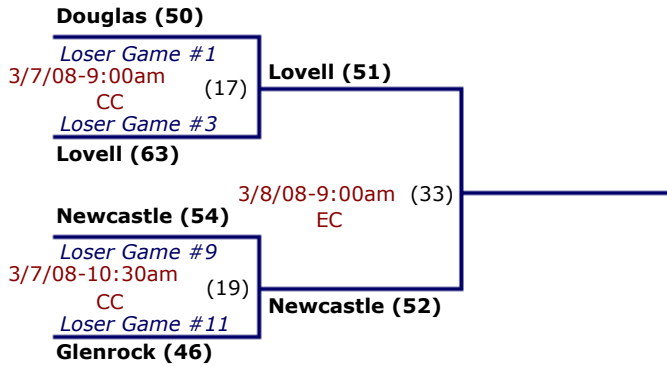 Douglas (50)
Loser Game #1
3/7/08-9:00am
CC
(17)
Loser Game #3
Lovell (63)
Lovell (51)
3/8/08-9:00am (33)
EC
Newcastle (54)
Loser Game #9
3/7/08-10:30am
CC
(19)
Loser Game #11
Glenrock (46)
Newcastle (52)